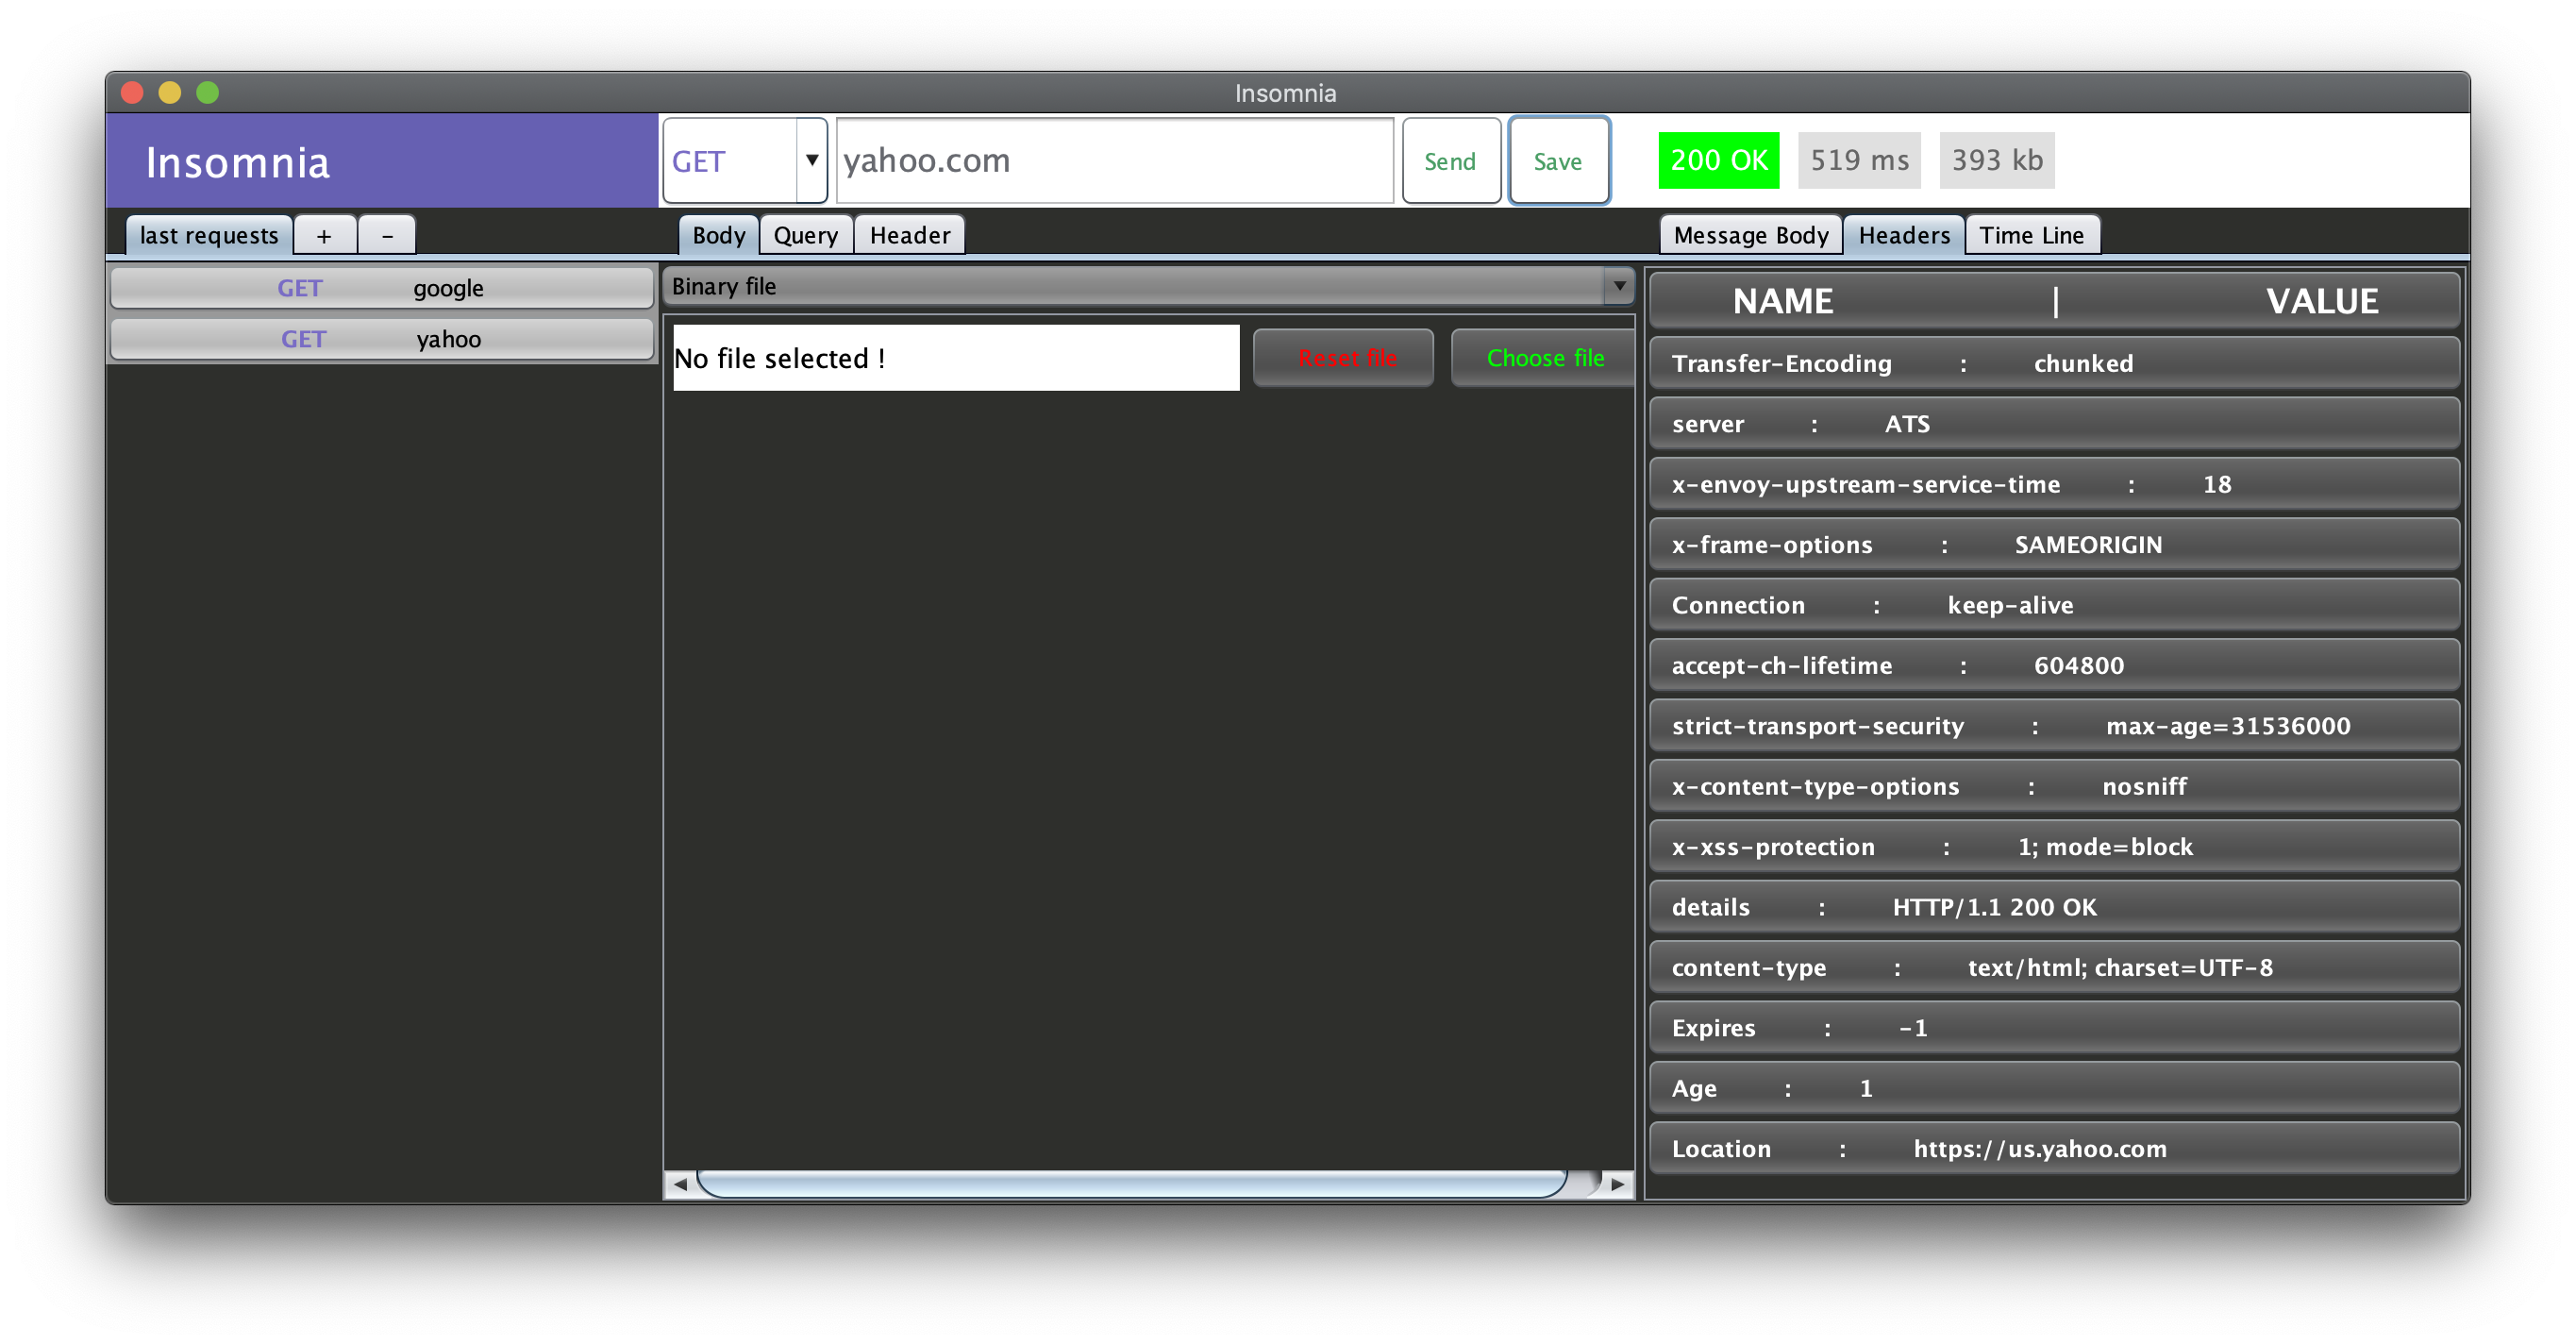 Insomnia
Insomnia
GET
yahoo.com
Send
Save
200 OK
519 ms
393 kb
last requests
+
-
GET google
GET yahoo
Body
Query
Header
Binary file
No file selected !
Reset file
Choose file
Message Body
Headers
Time Line
NAME | VALUE
Transfer-Encoding : chunked
server : ATS
x-envoy-upstream-service-time : 18
x-frame-options : SAMEORIGIN
Connection : keep-alive
accept-ch-lifetime : 604800
strict-transport-security : max-age=31536000
x-content-type-options : nosniff
x-xss-protection : 1; mode=block
details : HTTP/1.1 200 OK
content-type : text/html; charset=UTF-8
Expires : -1
Age : 1
Location : https://us.yahoo.com